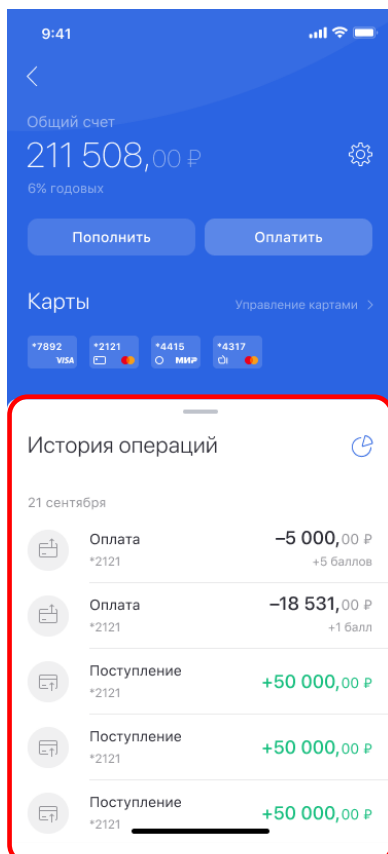 9:41
Общий счет
211 508,00 ₽
6% годовых
Пополнить Оплатить
Карты Управление картами >
*7892 *2121 *4415 *4317
VISA МИР
История операций
21 сентября
Оплата –5 000,00 ₽
*2121 +5 баллов
Оплата –18 531,00 ₽
*2121 +1 балл
Поступление
*2121 +50 000,00 ₽
Поступление
*2121 +50 000,00 ₽
Поступление
*2121 +50 000,00 ₽